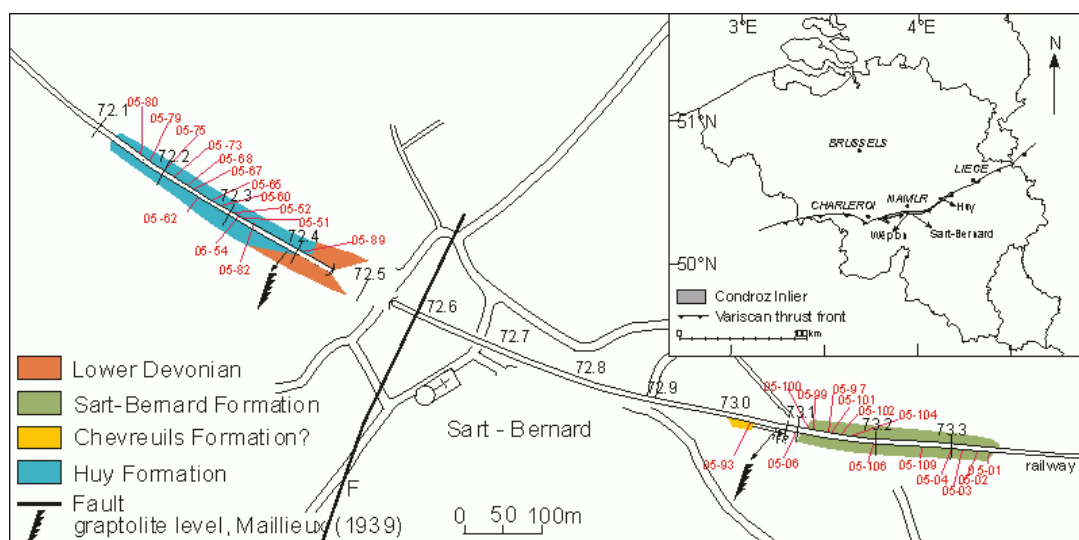 72.1
05-80
05-79
05-75
72.2
05-73
05-68
05-67
05-65
72.3
05-60
05-52
05-51
05-62
05-54
05-82
72.4
05-89
72.5
72.6
72.7
72.8
72.9
73.0
05-93
05-06
05-100
05-99
05-97
05-101
05-102
05-104
73.1
73.2
73.3
05-106
05-109
05-04
05-03
05-02
05-01
railway
Sart - Bernard
F
Lower Devonian
Sart-Bernard Formation
Chevreuils Formation?
Huy Formation
Fault
graptolite level, Maillieux (1939)
0 50 100m
3°E
4°E
N
51°N
50°N
BRUSSELS
LIEGE
NAMUR
CHARLEROI
Huy
Wépion
Sart-Bernard
Condroz Inlier
Variscan thrust front
0 100 km